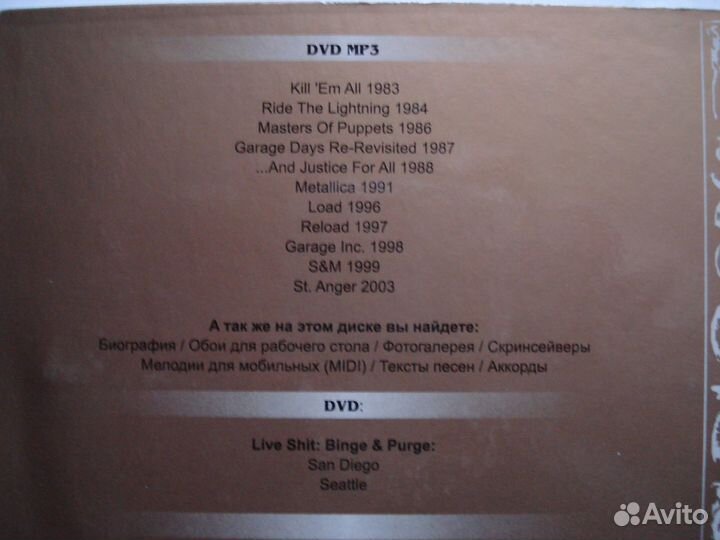 DVD MP3
Kill 'Em All 1983
Ride The Lightning 1984
Masters Of Puppets 1986
Garage Days Re-Revisited 1987
...And Justice For All 1988
Metallica 1991
Load 1996
Reload 1997
Garage Inc. 1998
S&M 1999
St. Anger 2003
А так же на этом диске вы найдете:
Биография / Обои для рабочего стола / Фотогалерея / Скринсейверы
Мелодии для мобильных (MIDI) / Тексты песен / Аккорды
DVD:
Live Shit: Binge & Purge:
San Diego
Seattle
Avito